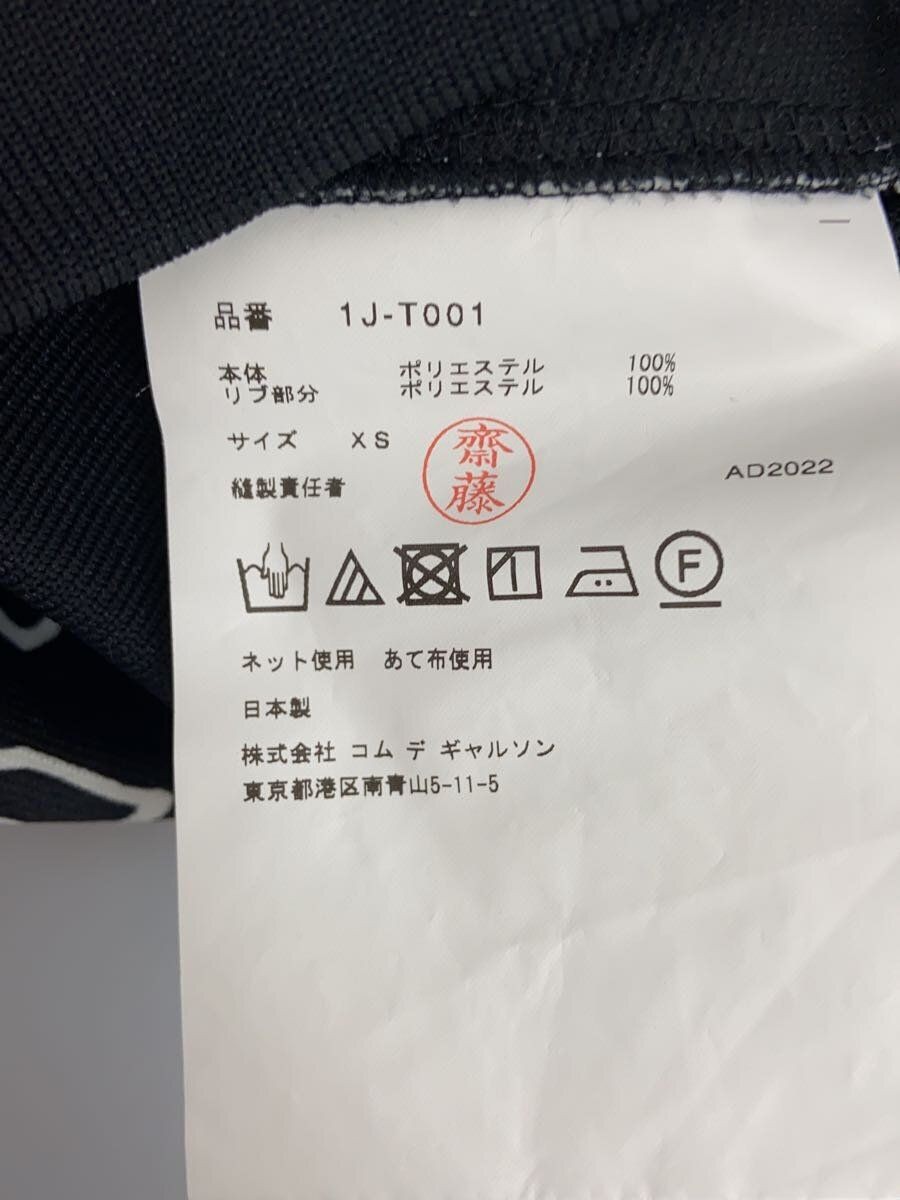 品番 1J-T001
本体 ポリエステル 100%
リブ部分 ポリエステル 100%
サイズ XS
齋藤
AD2022
縫製責任者
F
ネット使用 あて布使用
日本製
株式会社 コム デ ギャルソン
東京都港区南青山5-11-5